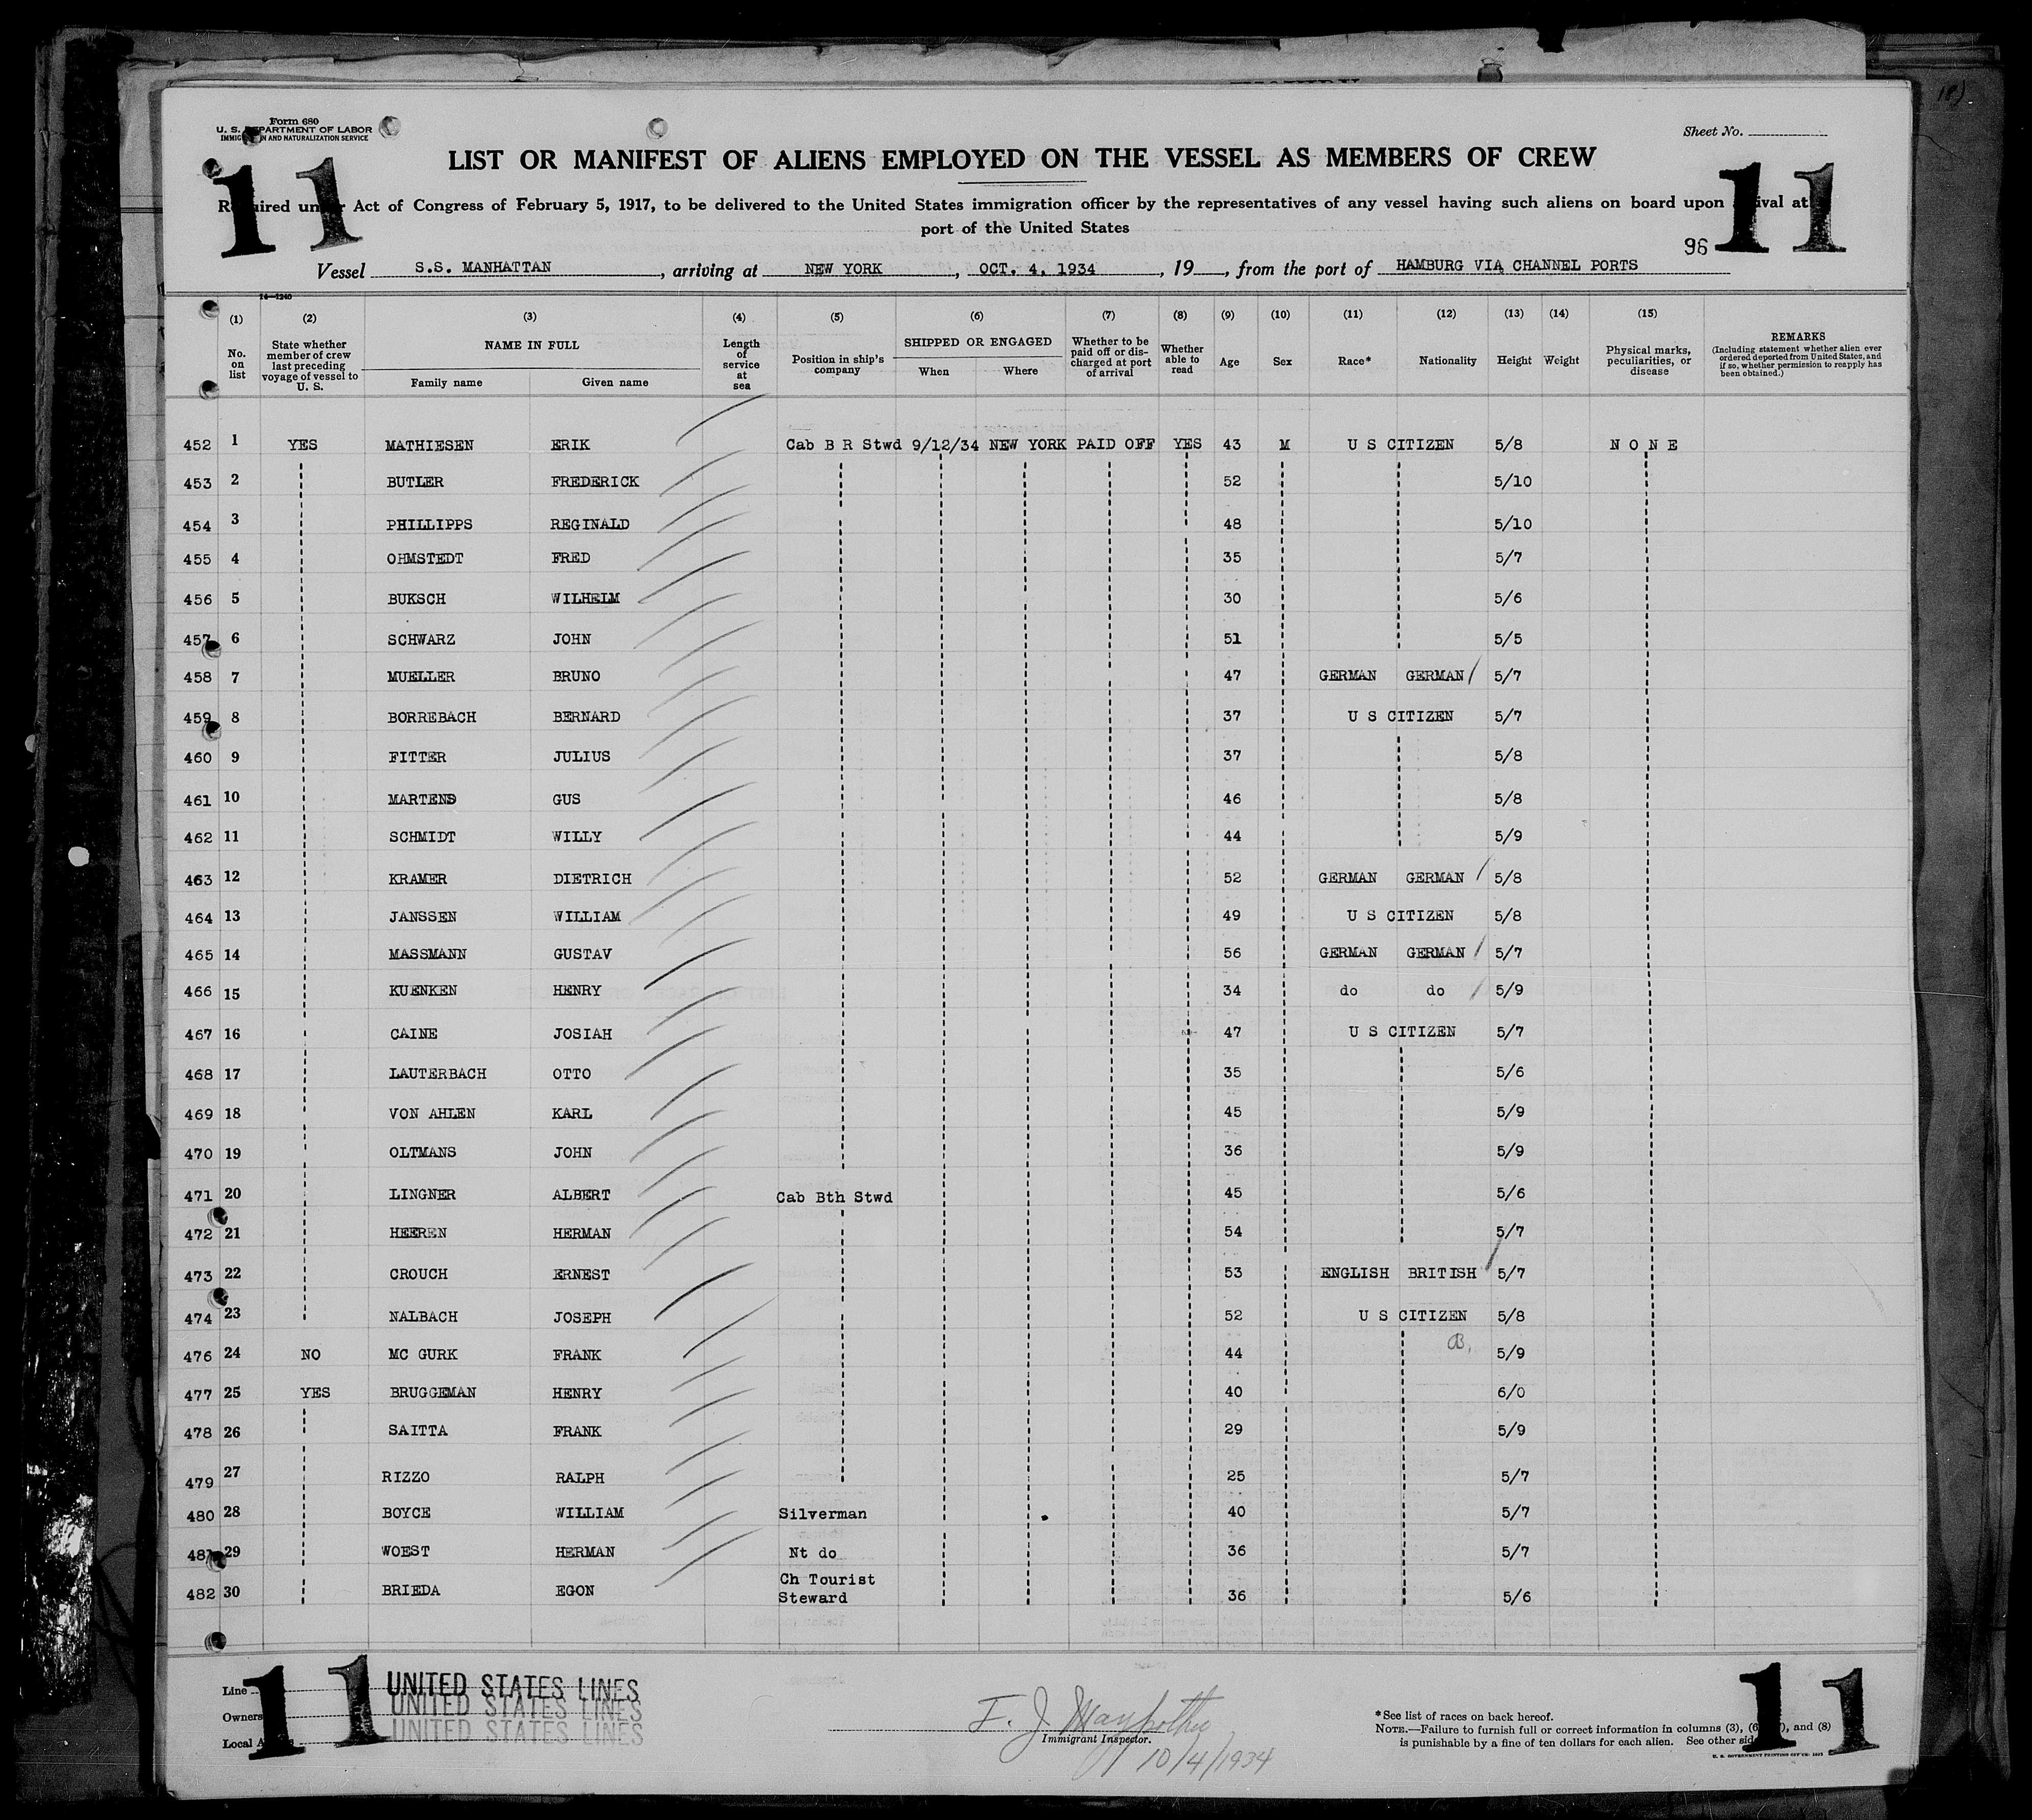 18)
Form 680
U. S. DEPARTMENT OF LABOR
IMMIGRATION AND NATURALIZATION SERVICE
Sheet No.
11
11
LIST OR MANIFEST OF ALIENS EMPLOYED ON THE VESSEL AS MEMBERS OF CREW
Required under Act of Congress of February 5, 1917, to be delivered to the United States immigration officer by the representatives of any vessel having such aliens on board upon arrival at
port of the United States
96
Vessel S.S. MANHATTAN , arriving at NEW YORK , OCT. 4, 1934 , 19 , from the port of HAMBURG VIA CHANNEL PORTS
14—1240
(1) (2) (3) (4) (5) (6) (7) (8) (9) (10) (11) (12) (13) (14) (15)
No. on list
State whether member of crew last preceding voyage of vessel to U. S.
NAME IN FULL
Family name Given name
Length of service at sea
Position in ship's company
SHIPPED OR ENGAGED
When Where
Whether to be paid off or discharged at port of arrival
Whether able to read
Age
Sex
Race*
Nationality
Height
Weight
Physical marks, peculiarities, or disease
REMARKS
(Including statement whether alien ever ordered deported from United States, and if so, whether permission to reapply has been obtained.)
452 1 YES MATHIESEN ERIK Cab B R Stwd 9/12/34 NEW YORK PAID OFF YES 43 M U S CITIZEN 5/8 N O N E
453 2 BUTLER FREDERICK 52 5/10
454 3 PHILLIPPS REGINALD 48 5/10
455 4 OHMSTEDT FRED 35 5/7
456 5 BUKSCH WILHELM 30 5/6
457 6 SCHWARZ JOHN 51 5/5
458 7 MUELLER BRUNO 47 GERMAN GERMAN 5/7
459 8 BORREBACH BERNARD 37 U S CITIZEN 5/7
460 9 FITTER JULIUS 37 5/8
461 10 MARTENS GUS 46 5/8
462 11 SCHMIDT WILLY 44 5/9
463 12 KRAMER DIETRICH 52 GERMAN GERMAN 5/8
464 13 JANSSEN WILLIAM 49 U S CITIZEN 5/8
465 14 MASSMANN GUSTAV 56 GERMAN GERMAN 5/7
466 15 KUENKEN HENRY 34 do do 5/9
467 16 CAINE JOSIAH 47 U S CITIZEN 5/7
468 17 LAUTERBACH OTTO 35 5/6
469 18 VON AHLEN KARL 45 5/9
470 19 OLTMANS JOHN 36 5/9
471 20 LINGNER ALBERT Cab Bth Stwd 45 5/6
472 21 HEEREN HERMAN 54 5/7
473 22 CROUCH ERNEST 53 ENGLISH BRITISH 5/7
474 23 NALBACH JOSEPH 52 U S CITIZEN 5/8
476 24 NO MC GURK FRANK 44 5/9
477 25 YES BRUGGEMAN HENRY 40 6/0
478 26 SAITTA FRANK 29 5/9
479 27 RIZZO RALPH 25 5/7
480 28 BOYCE WILLIAM Silverman 40 5/7
481 29 WOEST HERMAN Nt do 36 5/7
482 30 BRIEDA EGON Ch Tourist Steward 36 5/6
11
11
Line UNITED STATES LINES
Owners UNITED STATES LINES
Local A UNITED STATES LINES
Immigrant Inspector.
10/4/1934
*See list of races on back hereof.
NOTE.—Failure to furnish full or correct information in columns (3), (6), (7), and (8)
is punishable by a fine of ten dollars for each alien. See other side
U. S. GOVERNMENT PRINTING OFFICE